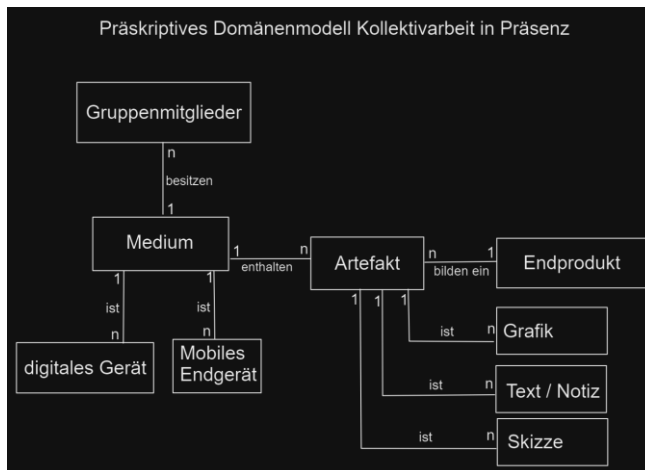 Präskriptives Domänenmodell Kollektivarbeit in Präsenz
Gruppenmitglieder
n
besitzen
1
Medium
1
enthalten
n
Artefakt
n
bilden ein
1
Endprodukt
1
ist
n
digitales Gerät
1
ist
n
Mobiles
Endgerät
1
ist
n
Grafik
1
ist
n
Text / Notiz
1
ist
n
Skizze